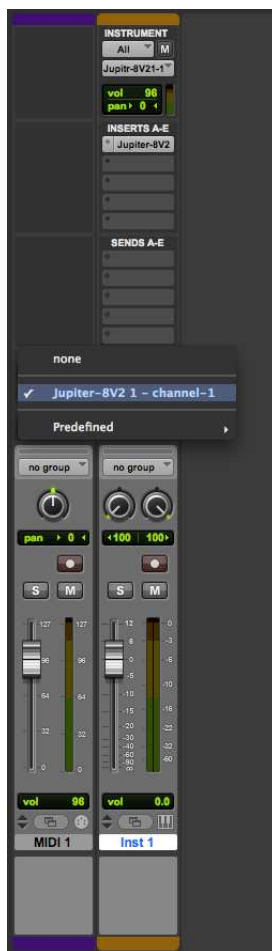 INSTRUMENT
All M
Jupitr-8V21-1
vol 96
pan 0
INSERTS A-E
Jupiter-8V2
SENDS A-E
none
✓ Jupiter-8V2 1 - channel-1
Predefined
no group no group
pan 0 100 100
S M S M
127 127 12 0
6 -3
96 96 0 -6
-5
64 64 -10 -10
-15 -16
32 32 -20 -22
-30
-40 -32
-60 -40
-90 -60
0 0 ∞
vol 96 vol 0.0
MIDI 1 Inst 1